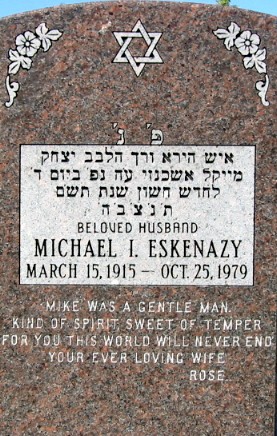 פ׳ נ׳
איש הירא ורך הלבב יצחק
מייקל אשכנזי עה נפ׳ ביום ד׳
לחדש חשון שנת תש״ם
ת׳ נ׳ צ׳ ב׳ ה׳
BELOVED HUSBAND
MICHAEL I. ESKENAZY
MARCH 15, 1915 — OCT. 25, 1979
MIKE WAS A GENTLE MAN.
KIND OF SPIRIT SWEET OF TEMPER
FOR YOU THIS WORLD WILL NEVER END
YOUR EVER LOVING WIFE
ROSE